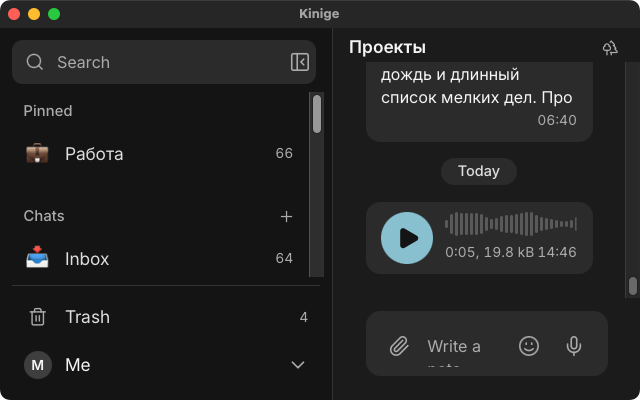 Kinige
Search
Pinned
Работа 66
Chats
Inbox 64
Trash 4
M Me
Проекты
дождь и длинный
список мелких дел. Про
06:40
Today
0:05, 19.8 kB 14:46
Write a